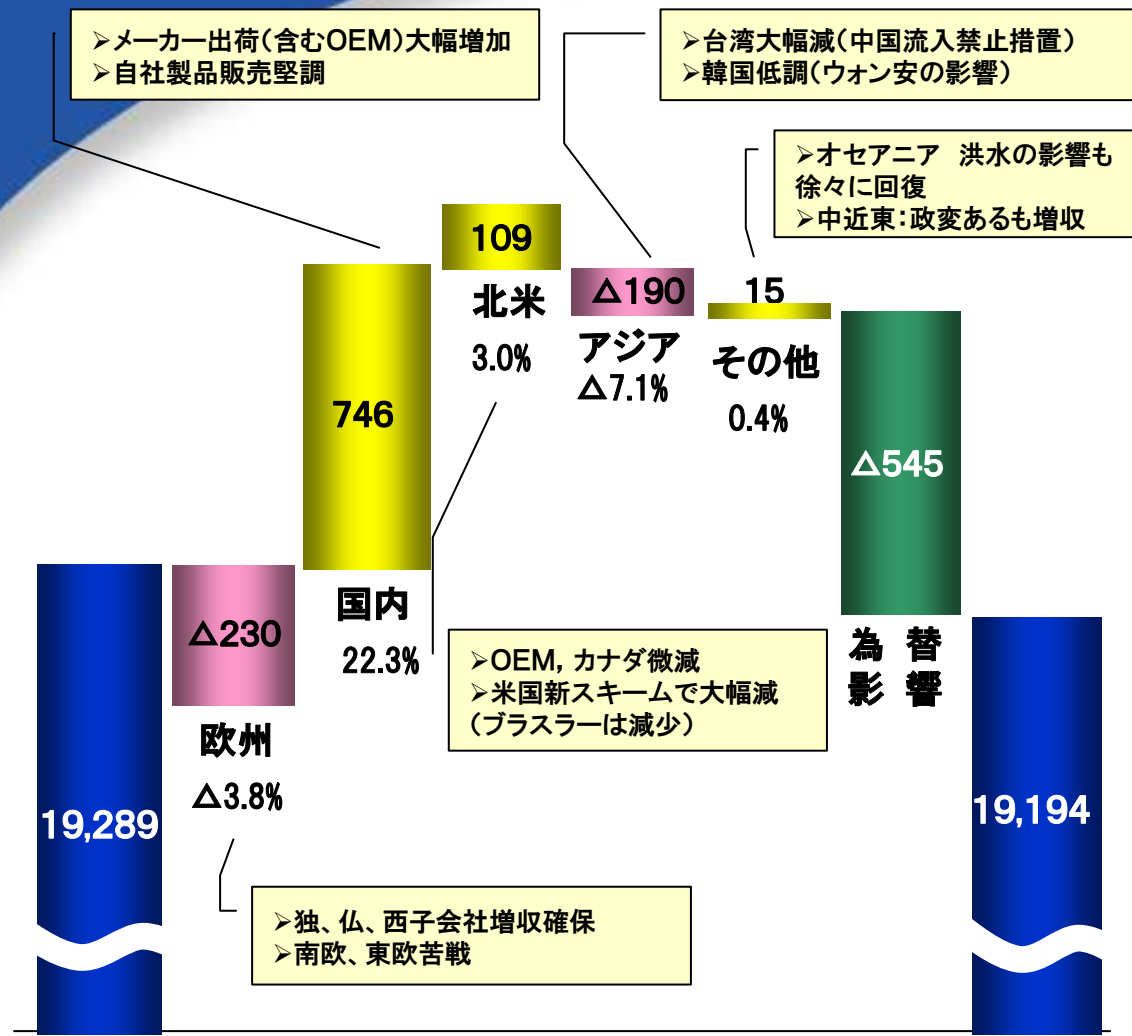 ➢メーカー出荷(含むOEM)大幅増加
➢自社製品販売堅調
➢台湾大幅減(中国流入禁止措置)
➢韓国低調(ウォン安の影響)
➢オセアニア 洪水の影響も
徐々に回復
➢中近東:政変あるも増収
109
北米
3.0%
△190
アジア
△7.1%
15
その他
0.4%
746
国内
22.3%
△545
為 替
影 響
△230
欧州
△3.8%
➢OEM, カナダ微減
➢米国新スキームで大幅減
(ブラスラーは減少)
19,289
19,194
➢独、仏、西子会社増収確保
➢南欧、東欧苦戦